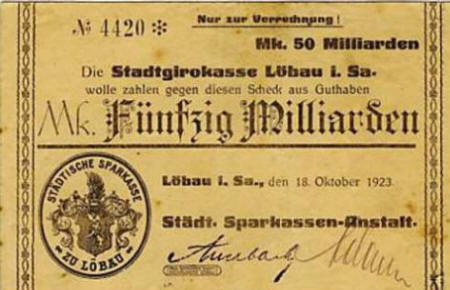 № 4420 ✻
Nur zur Verrechnung!
Mk. 50 Milliarden
Die Stadtgirokasse Löbau i. Sa.
wolle zahlen gegen diesen Scheck aus Guthaben
Mk. Fünfzig Milliarden
Löbau i. Sa., den 18. Oktober 1923.
Städt. Sparkassen-Anstalt.
STÄDTISCHE SPARKASSE
ZU LÖBAU